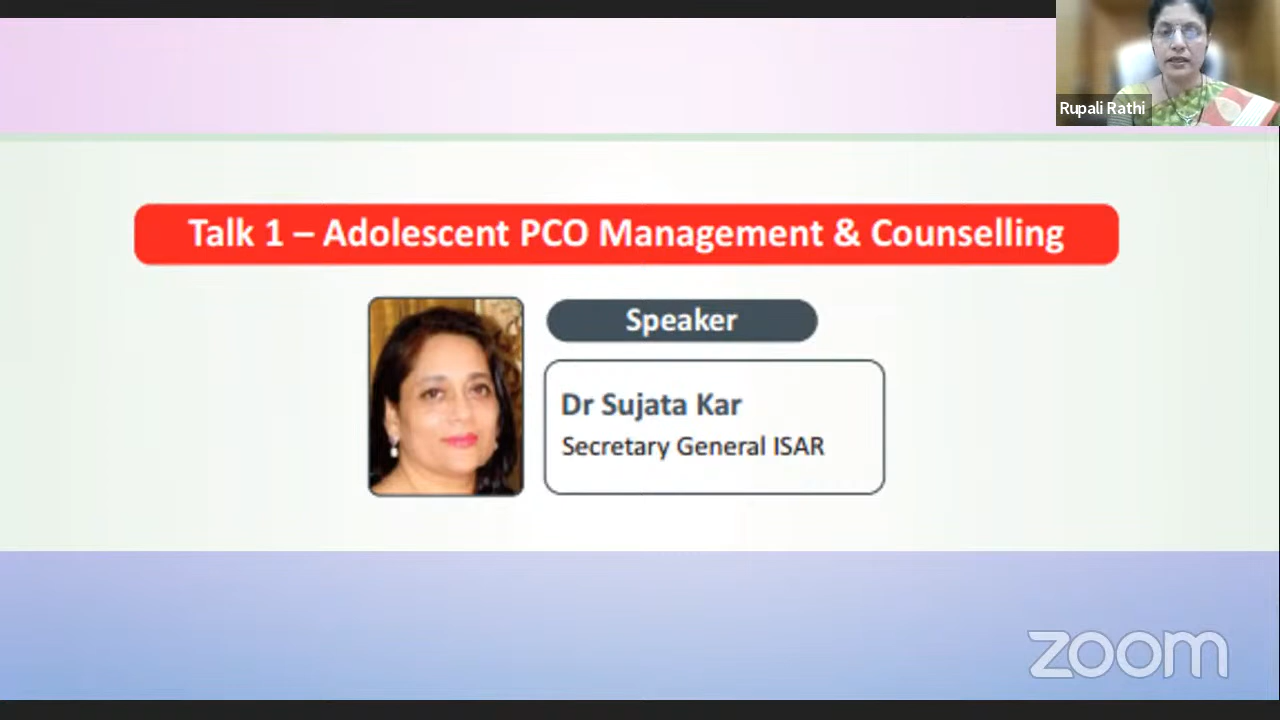 Rupali Rathi
Talk 1 – Adolescent PCO Management & Counselling
Speaker
Dr Sujata Kar
Secretary General ISAR
zoom